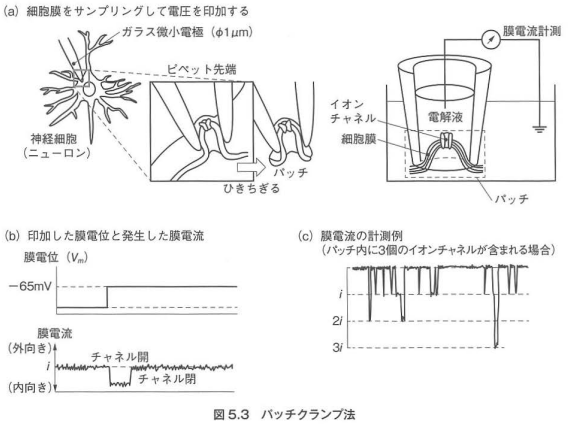 (a) 細胞膜をサンプリングして電圧を印加する
ガラス微小電極(φ1μm)
ピペット先端
神経細胞
(ニューロン)
ひきちぎる
パッチ
膜電流計測
イオン
チャネル
電解液
細胞膜
パッチ
(b) 印加した膜電位と発生した膜電流
膜電位(Vm)
−65mV
膜電流
(外向き)
i
(内向き)
チャネル開
チャネル閉
(c) 膜電流の計測例
(パッチ内に3個のイオンチャネルが含まれる場合)
i
2i
3i
図5.3 パッチクランプ法